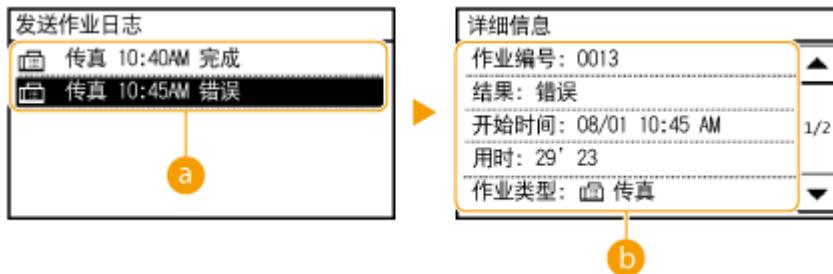 发送作业日志
传真 10:40AM 完成
传真 10:45AM 错误
a
详细信息
作业编号: 0013
结果: 错误
开始时间: 08/01 10:45 AM
用时: 29' 23
作业类型: 传真
1/2
b